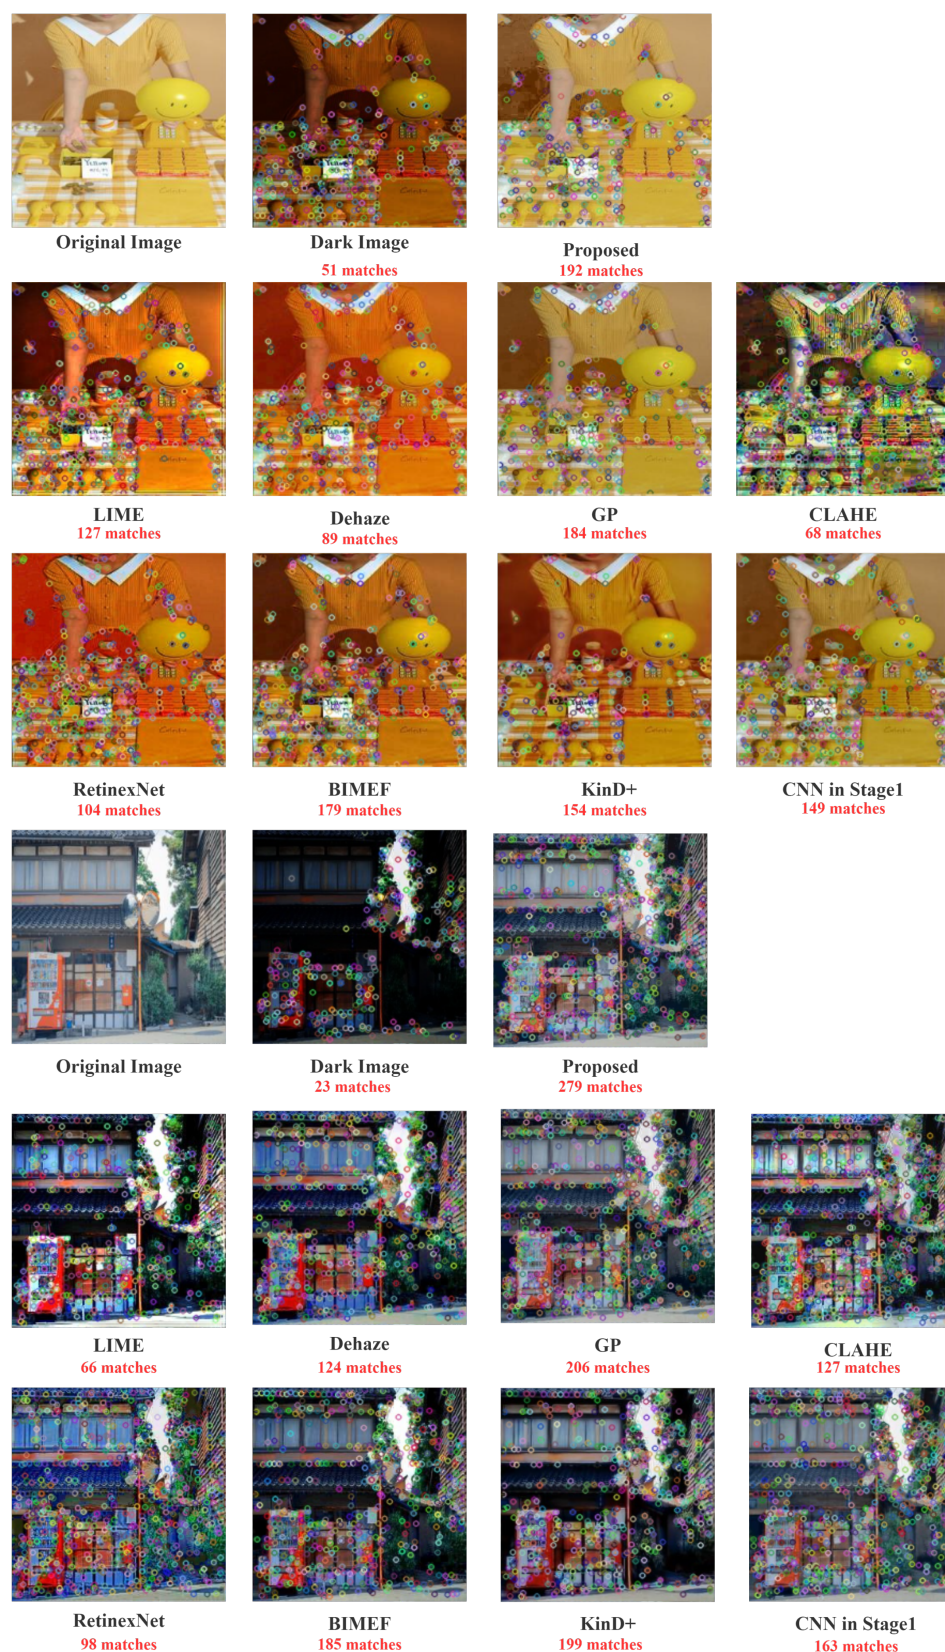 Original Image
Dark Image
Proposed
51 matches
192 matches
LIME
Dehaze
GP
CLAHE
127 matches
89 matches
184 matches
68 matches
RetinexNet
BIMEF
KinD+
CNN in Stage1
104 matches
179 matches
154 matches
149 matches
Original Image
Dark Image
Proposed
23 matches
279 matches
LIME
Dehaze
GP
CLAHE
66 matches
124 matches
206 matches
127 matches
RetinexNet
BIMEF
KinD+
CNN in Stage1
98 matches
185 matches
199 matches
163 matches